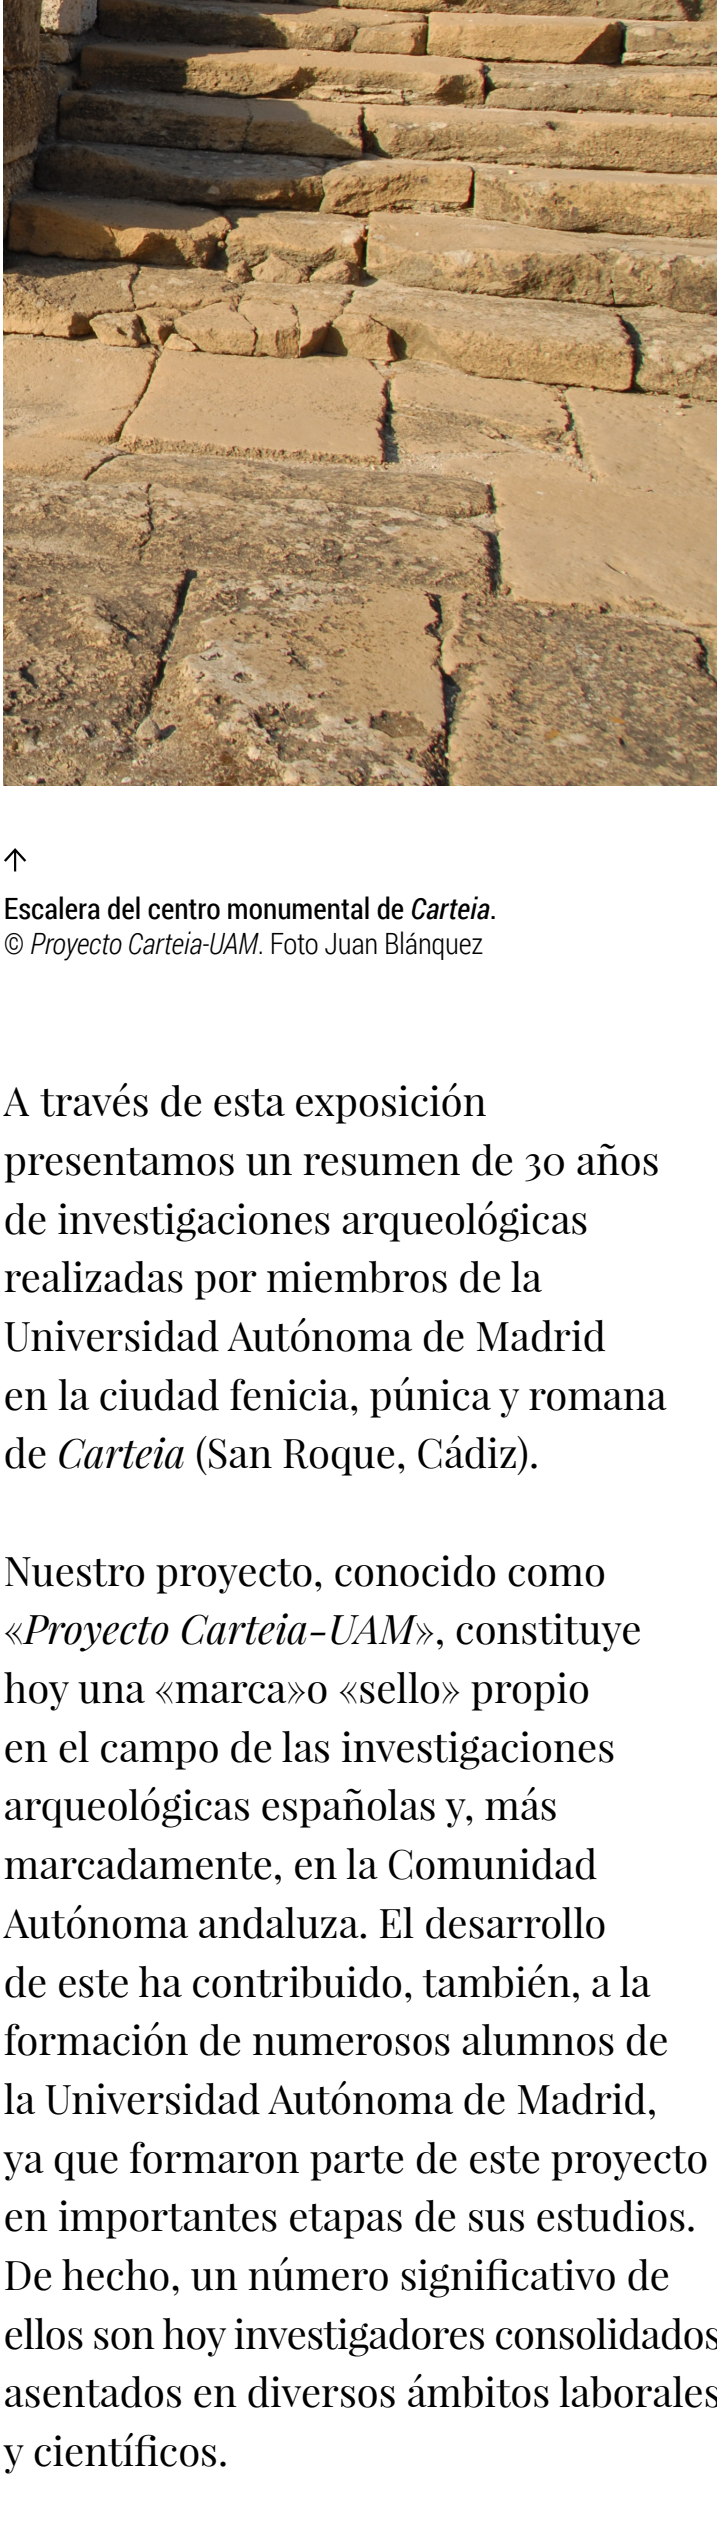 ↑
Escalera del centro monumental de Carteia.
© Proyecto Carteia-UAM. Foto Juan Blánquez
A través de esta exposición
presentamos un resumen de 30 años
de investigaciones arqueológicas
realizadas por miembros de la
Universidad Autónoma de Madrid
en la ciudad fenicia, púnica y romana
de Carteia (San Roque, Cádiz).
Nuestro proyecto, conocido como
«Proyecto Carteia-UAM», constituye
hoy una «marca»o «sello» propio
en el campo de las investigaciones
arqueológicas españolas y, más
marcadamente, en la Comunidad
Autónoma andaluza. El desarrollo
de este ha contribuido, también, a la
formación de numerosos alumnos de
la Universidad Autónoma de Madrid,
ya que formaron parte de este proyecto
en importantes etapas de sus estudios.
De hecho, un número significativo de
ellos son hoy investigadores consolidados
asentados en diversos ámbitos laborales
y científicos.